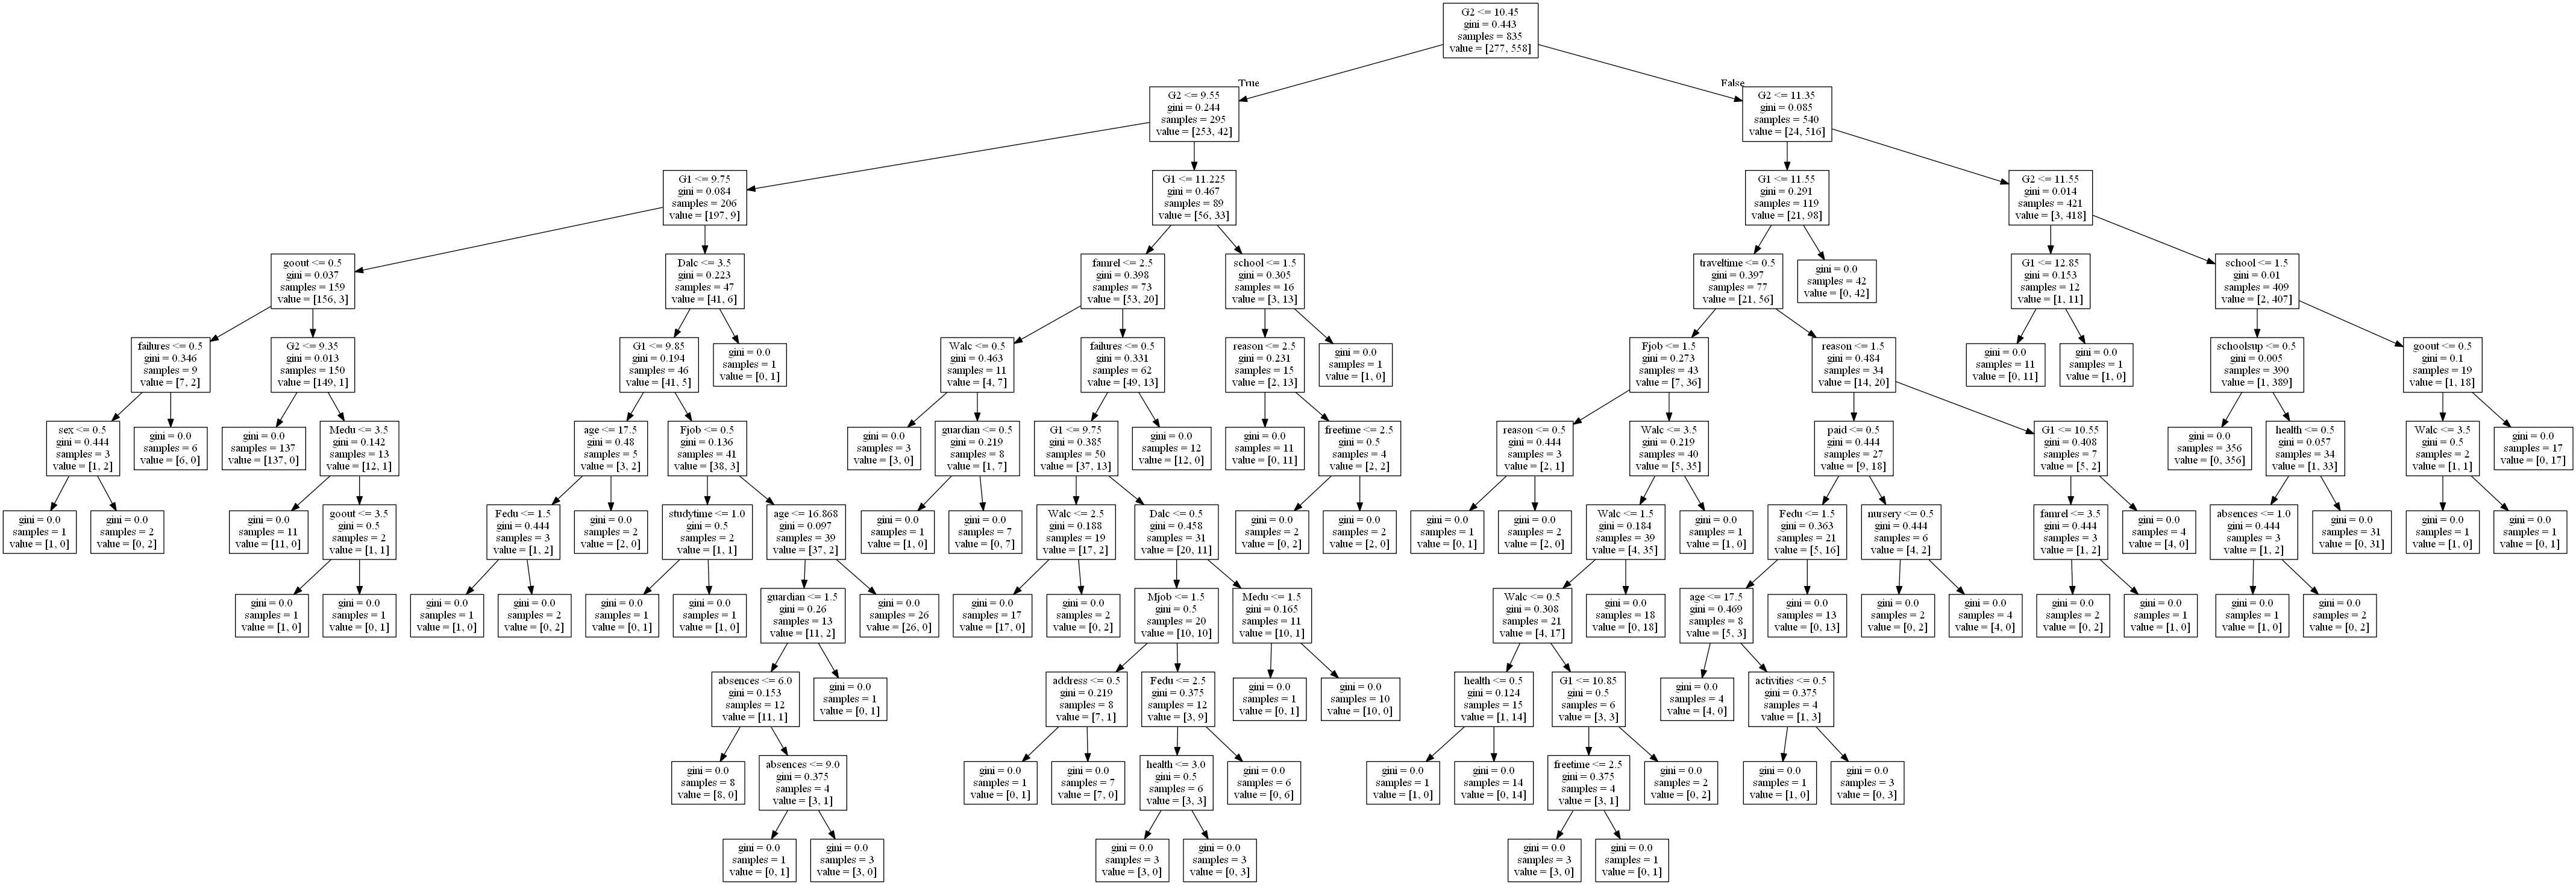 G2 <= 10.45
gini = 0.443
samples = 835
value = [277, 558]
True
False
G2 <= 9.55
gini = 0.244
samples = 295
value = [253, 42]
G2 <= 11.35
gini = 0.085
samples = 540
value = [24, 516]
G1 <= 9.75
gini = 0.084
samples = 206
value = [197, 9]
G1 <= 11.225
gini = 0.467
samples = 89
value = [56, 33]
G1 <= 11.55
gini = 0.291
samples = 119
value = [21, 98]
G2 <= 11.55
gini = 0.014
samples = 421
value = [3, 418]
goout <= 0.5
gini = 0.037
samples = 159
value = [156, 3]
Dalc <= 3.5
gini = 0.223
samples = 47
value = [41, 6]
famrel <= 2.5
gini = 0.398
samples = 73
value = [53, 20]
school <= 1.5
gini = 0.305
samples = 16
value = [3, 13]
traveltime <= 0.5
gini = 0.397
samples = 77
value = [21, 56]
gini = 0.0
samples = 42
value = [0, 42]
G1 <= 12.85
gini = 0.153
samples = 12
value = [1, 11]
school <= 1.5
gini = 0.01
samples = 409
value = [2, 407]
failures <= 0.5
gini = 0.346
samples = 9
value = [7, 2]
G2 <= 9.35
gini = 0.013
samples = 150
value = [149, 1]
G1 <= 9.85
gini = 0.194
samples = 46
value = [41, 5]
gini = 0.0
samples = 1
value = [0, 1]
Walc <= 0.5
gini = 0.463
samples = 11
value = [4, 7]
failures <= 0.5
gini = 0.331
samples = 62
value = [49, 13]
reason <= 2.5
gini = 0.231
samples = 15
value = [2, 13]
gini = 0.0
samples = 1
value = [1, 0]
Fjob <= 1.5
gini = 0.273
samples = 43
value = [7, 36]
reason <= 1.5
gini = 0.484
samples = 34
value = [14, 20]
gini = 0.0
samples = 11
value = [0, 11]
gini = 0.0
samples = 1
value = [1, 0]
schoolsup <= 0.5
gini = 0.005
samples = 390
value = [1, 389]
goout <= 0.5
gini = 0.1
samples = 19
value = [1, 18]
sex <= 0.5
gini = 0.444
samples = 3
value = [1, 2]
gini = 0.0
samples = 6
value = [6, 0]
gini = 0.0
samples = 137
value = [137, 0]
Medu <= 3.5
gini = 0.142
samples = 13
value = [12, 1]
age <= 17.5
gini = 0.48
samples = 5
value = [3, 2]
Fjob <= 0.5
gini = 0.136
samples = 41
value = [38, 3]
gini = 0.0
samples = 3
value = [3, 0]
guardian <= 0.5
gini = 0.219
samples = 8
value = [1, 7]
G1 <= 9.75
gini = 0.385
samples = 50
value = [37, 13]
gini = 0.0
samples = 12
value = [12, 0]
gini = 0.0
samples = 11
value = [0, 11]
freetime <= 2.5
gini = 0.5
samples = 4
value = [2, 2]
reason <= 0.5
gini = 0.444
samples = 3
value = [2, 1]
Walc <= 3.5
gini = 0.219
samples = 40
value = [5, 35]
paid <= 0.5
gini = 0.444
samples = 27
value = [9, 18]
G1 <= 10.55
gini = 0.408
samples = 7
value = [5, 2]
gini = 0.0
samples = 356
value = [0, 356]
health <= 0.5
gini = 0.057
samples = 34
value = [1, 33]
Walc <= 3.5
gini = 0.5
samples = 2
value = [1, 1]
gini = 0.0
samples = 17
value = [0, 17]
gini = 0.0
samples = 1
value = [1, 0]
gini = 0.0
samples = 2
value = [0, 2]
gini = 0.0
samples = 11
value = [11, 0]
goout <= 3.5
gini = 0.5
samples = 2
value = [1, 1]
Fedu <= 1.5
gini = 0.444
samples = 3
value = [1, 2]
gini = 0.0
samples = 2
value = [2, 0]
studytime <= 1.0
gini = 0.5
samples = 2
value = [1, 1]
age <= 16.868
gini = 0.097
samples = 39
value = [37, 2]
gini = 0.0
samples = 1
value = [1, 0]
gini = 0.0
samples = 7
value = [0, 7]
Walc <= 2.5
gini = 0.188
samples = 19
value = [17, 2]
Dalc <= 0.5
gini = 0.458
samples = 31
value = [20, 11]
gini = 0.0
samples = 2
value = [0, 2]
gini = 0.0
samples = 2
value = [2, 0]
gini = 0.0
samples = 1
value = [0, 1]
gini = 0.0
samples = 2
value = [2, 0]
Walc <= 1.5
gini = 0.184
samples = 39
value = [4, 35]
gini = 0.0
samples = 1
value = [1, 0]
Fedu <= 1.5
gini = 0.363
samples = 21
value = [5, 16]
nursery <= 0.5
gini = 0.444
samples = 6
value = [4, 2]
famrel <= 3.5
gini = 0.444
samples = 3
value = [1, 2]
gini = 0.0
samples = 4
value = [4, 0]
absences <= 1.0
gini = 0.444
samples = 3
value = [1, 2]
gini = 0.0
samples = 31
value = [0, 31]
gini = 0.0
samples = 1
value = [1, 0]
gini = 0.0
samples = 1
value = [0, 1]
gini = 0.0
samples = 1
value = [1, 0]
gini = 0.0
samples = 1
value = [0, 1]
gini = 0.0
samples = 1
value = [1, 0]
gini = 0.0
samples = 2
value = [0, 2]
gini = 0.0
samples = 1
value = [0, 1]
gini = 0.0
samples = 1
value = [1, 0]
guardian <= 1.5
gini = 0.26
samples = 13
value = [11, 2]
gini = 0.0
samples = 26
value = [26, 0]
gini = 0.0
samples = 17
value = [17, 0]
gini = 0.0
samples = 2
value = [0, 2]
Mjob <= 1.5
gini = 0.5
samples = 20
value = [10, 10]
Medu <= 1.5
gini = 0.165
samples = 11
value = [10, 1]
Walc <= 0.5
gini = 0.308
samples = 21
value = [4, 17]
gini = 0.0
samples = 18
value = [0, 18]
age <= 17.5
gini = 0.469
samples = 8
value = [5, 3]
gini = 0.0
samples = 13
value = [0, 13]
gini = 0.0
samples = 2
value = [0, 2]
gini = 0.0
samples = 4
value = [4, 0]
gini = 0.0
samples = 2
value = [0, 2]
gini = 0.0
samples = 1
value = [1, 0]
gini = 0.0
samples = 1
value = [1, 0]
gini = 0.0
samples = 2
value = [0, 2]
absences <= 6.0
gini = 0.153
samples = 12
value = [11, 1]
gini = 0.0
samples = 1
value = [0, 1]
address <= 0.5
gini = 0.219
samples = 8
value = [7, 1]
Fedu <= 2.5
gini = 0.375
samples = 12
value = [3, 9]
gini = 0.0
samples = 1
value = [0, 1]
gini = 0.0
samples = 10
value = [10, 0]
health <= 0.5
gini = 0.124
samples = 15
value = [1, 14]
G1 <= 10.85
gini = 0.5
samples = 6
value = [3, 3]
gini = 0.0
samples = 4
value = [4, 0]
activities <= 0.5
gini = 0.375
samples = 4
value = [1, 3]
gini = 0.0
samples = 8
value = [8, 0]
absences <= 9.0
gini = 0.375
samples = 4
value = [3, 1]
gini = 0.0
samples = 1
value = [0, 1]
gini = 0.0
samples = 7
value = [7, 0]
health <= 3.0
gini = 0.5
samples = 6
value = [3, 3]
gini = 0.0
samples = 6
value = [0, 6]
gini = 0.0
samples = 1
value = [1, 0]
gini = 0.0
samples = 14
value = [0, 14]
freetime <= 2.5
gini = 0.375
samples = 4
value = [3, 1]
gini = 0.0
samples = 2
value = [0, 2]
gini = 0.0
samples = 1
value = [1, 0]
gini = 0.0
samples = 3
value = [0, 3]
gini = 0.0
samples = 1
value = [0, 1]
gini = 0.0
samples = 3
value = [3, 0]
gini = 0.0
samples = 3
value = [3, 0]
gini = 0.0
samples = 3
value = [0, 3]
gini = 0.0
samples = 3
value = [3, 0]
gini = 0.0
samples = 1
value = [0, 1]